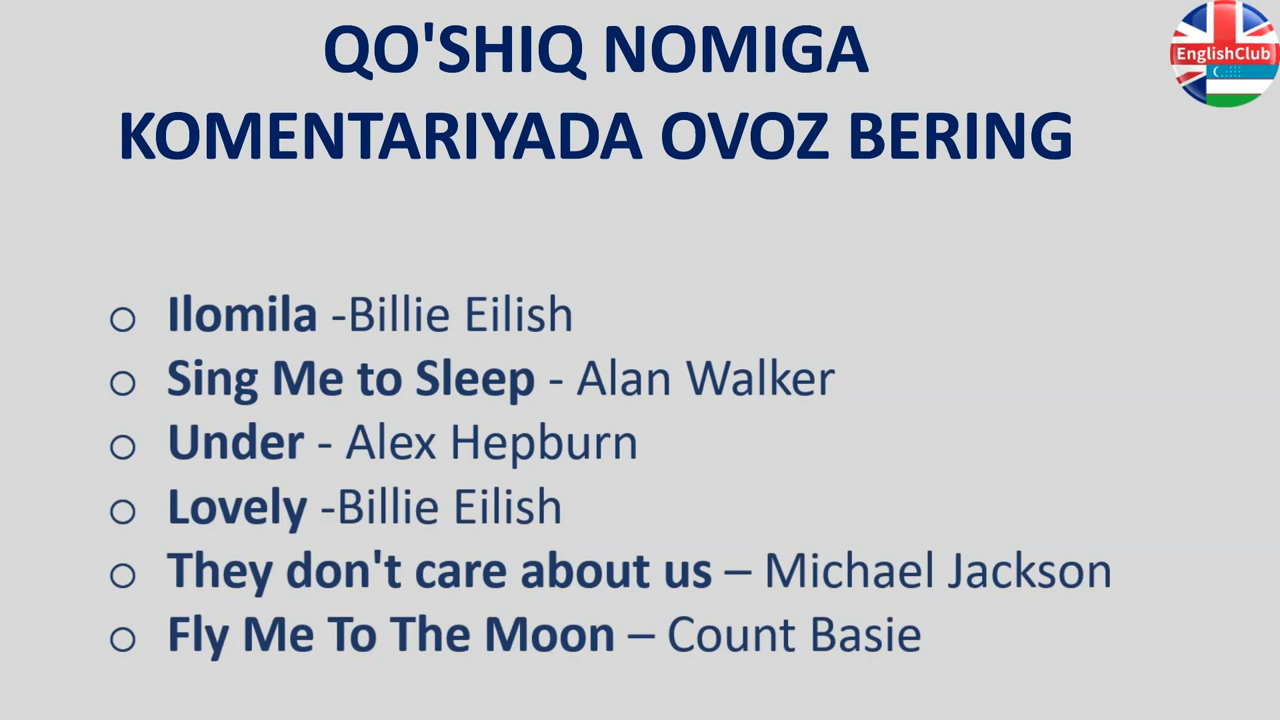 QO'SHIQ NOMIGA
KOMENTARIYADA OVOZ BERING
EnglishClub
Ilomila -Billie Eilish
Sing Me to Sleep - Alan Walker
Under - Alex Hepburn
Lovely -Billie Eilish
They don't care about us – Michael Jackson
Fly Me To The Moon – Count Basie